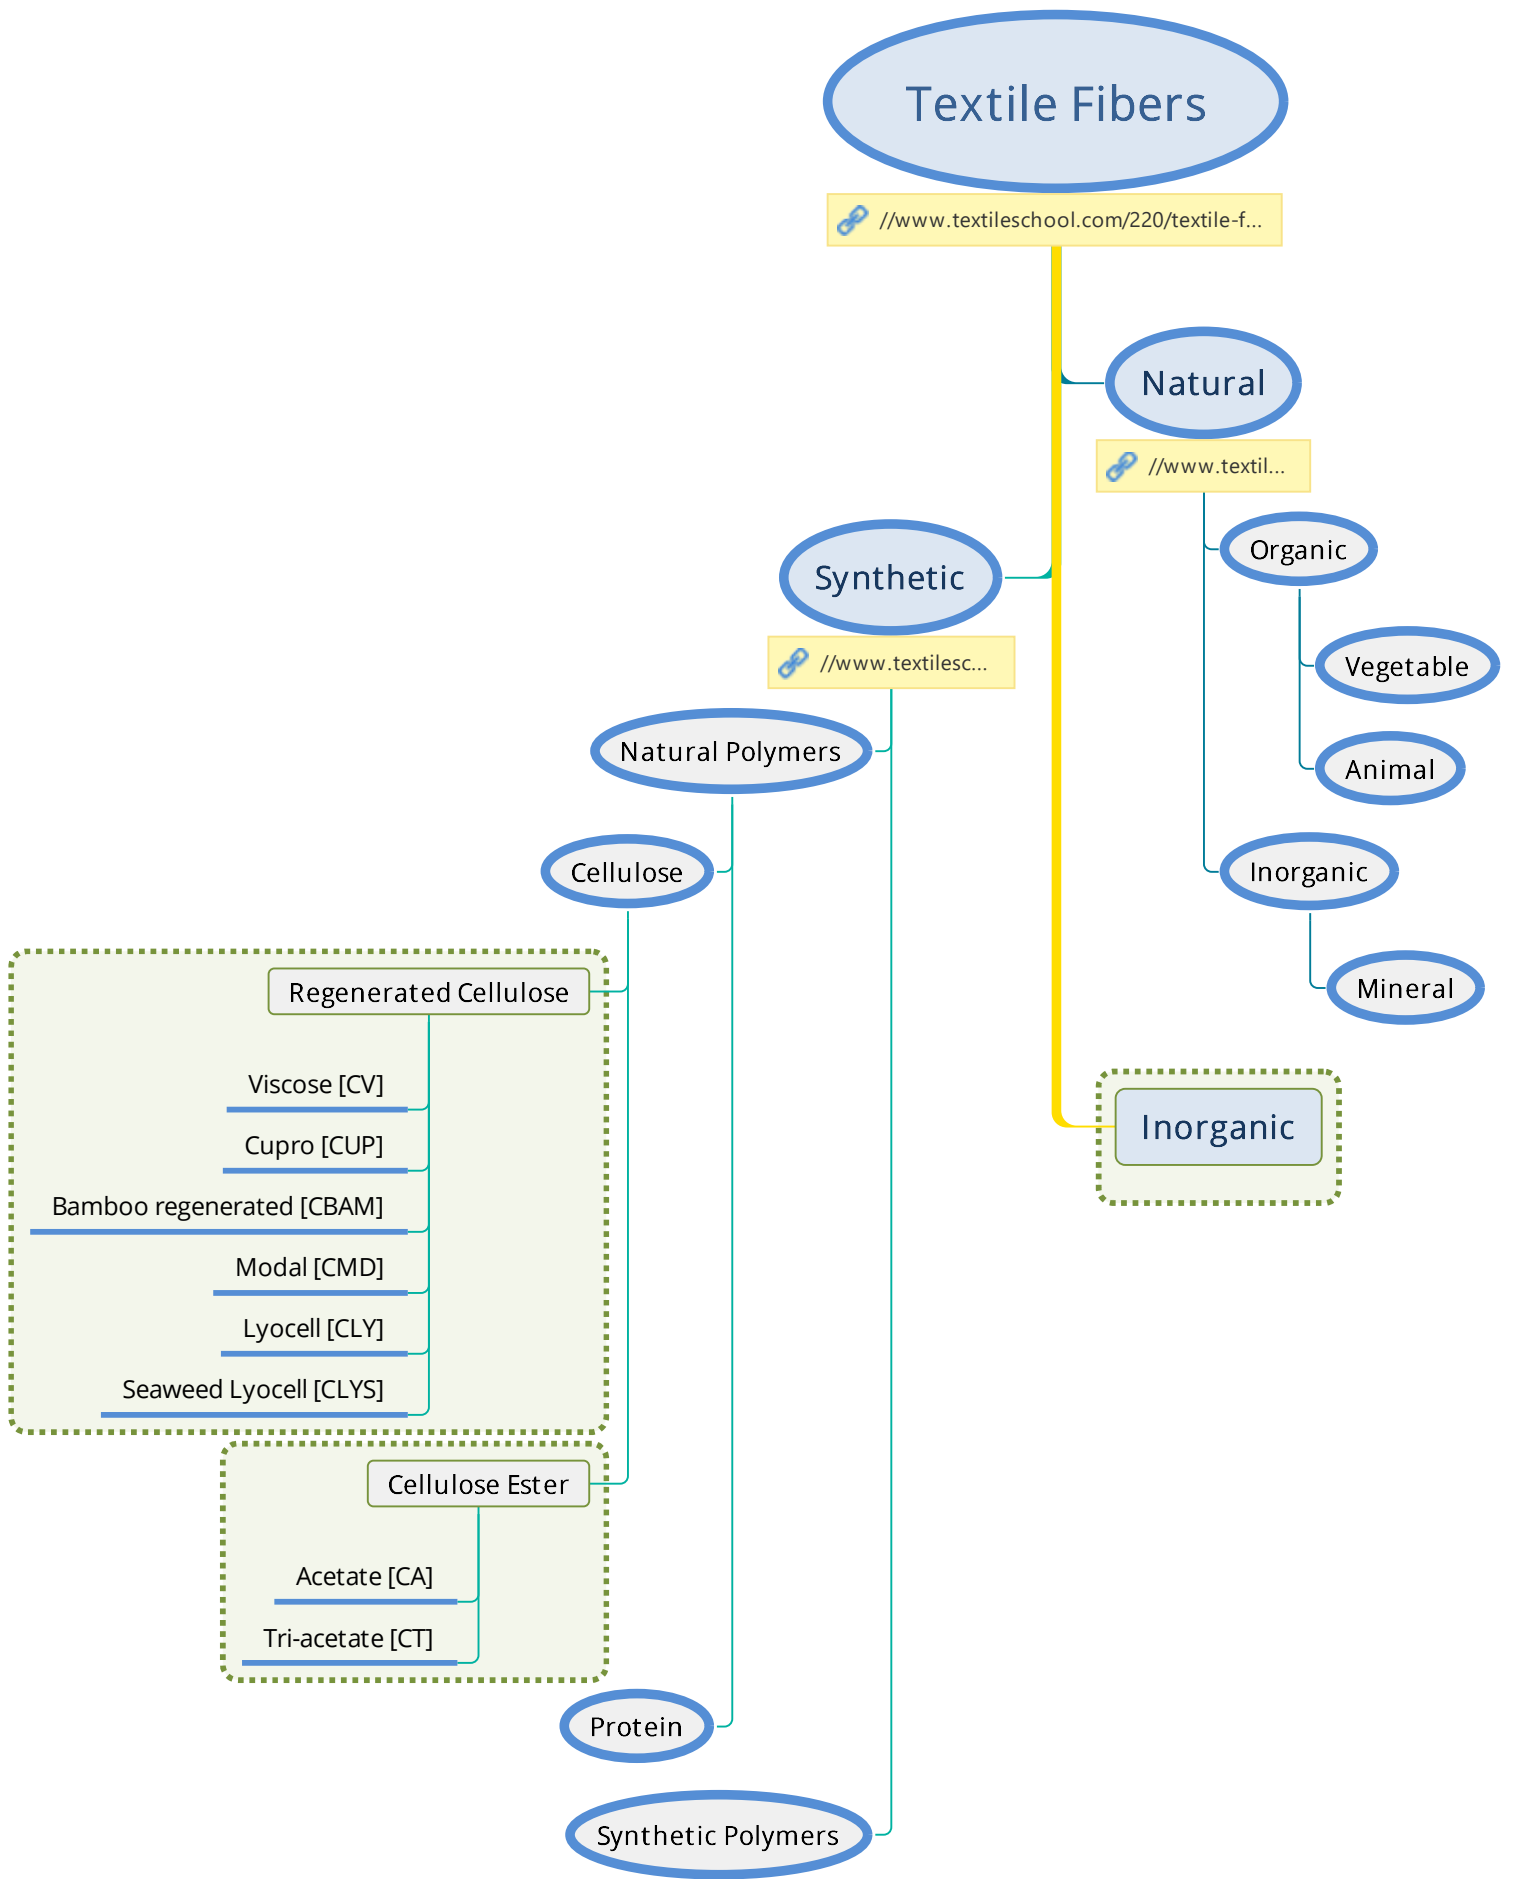 Textile Fibers
//www.textileschool.com/220/textile-f...
Natural
//www.textil...
Organic
Vegetable
Animal
Inorganic
Mineral
Synthetic
//www.textilesc...
Natural Polymers
Cellulose
Regenerated Cellulose
Viscose [CV]
Cupro [CUP]
Bamboo regenerated [CBAM]
Modal [CMD]
Lyocell [CLY]
Seaweed Lyocell [CLYS]
Cellulose Ester
Acetate [CA]
Tri-acetate [CT]
Protein
Synthetic Polymers
Inorganic